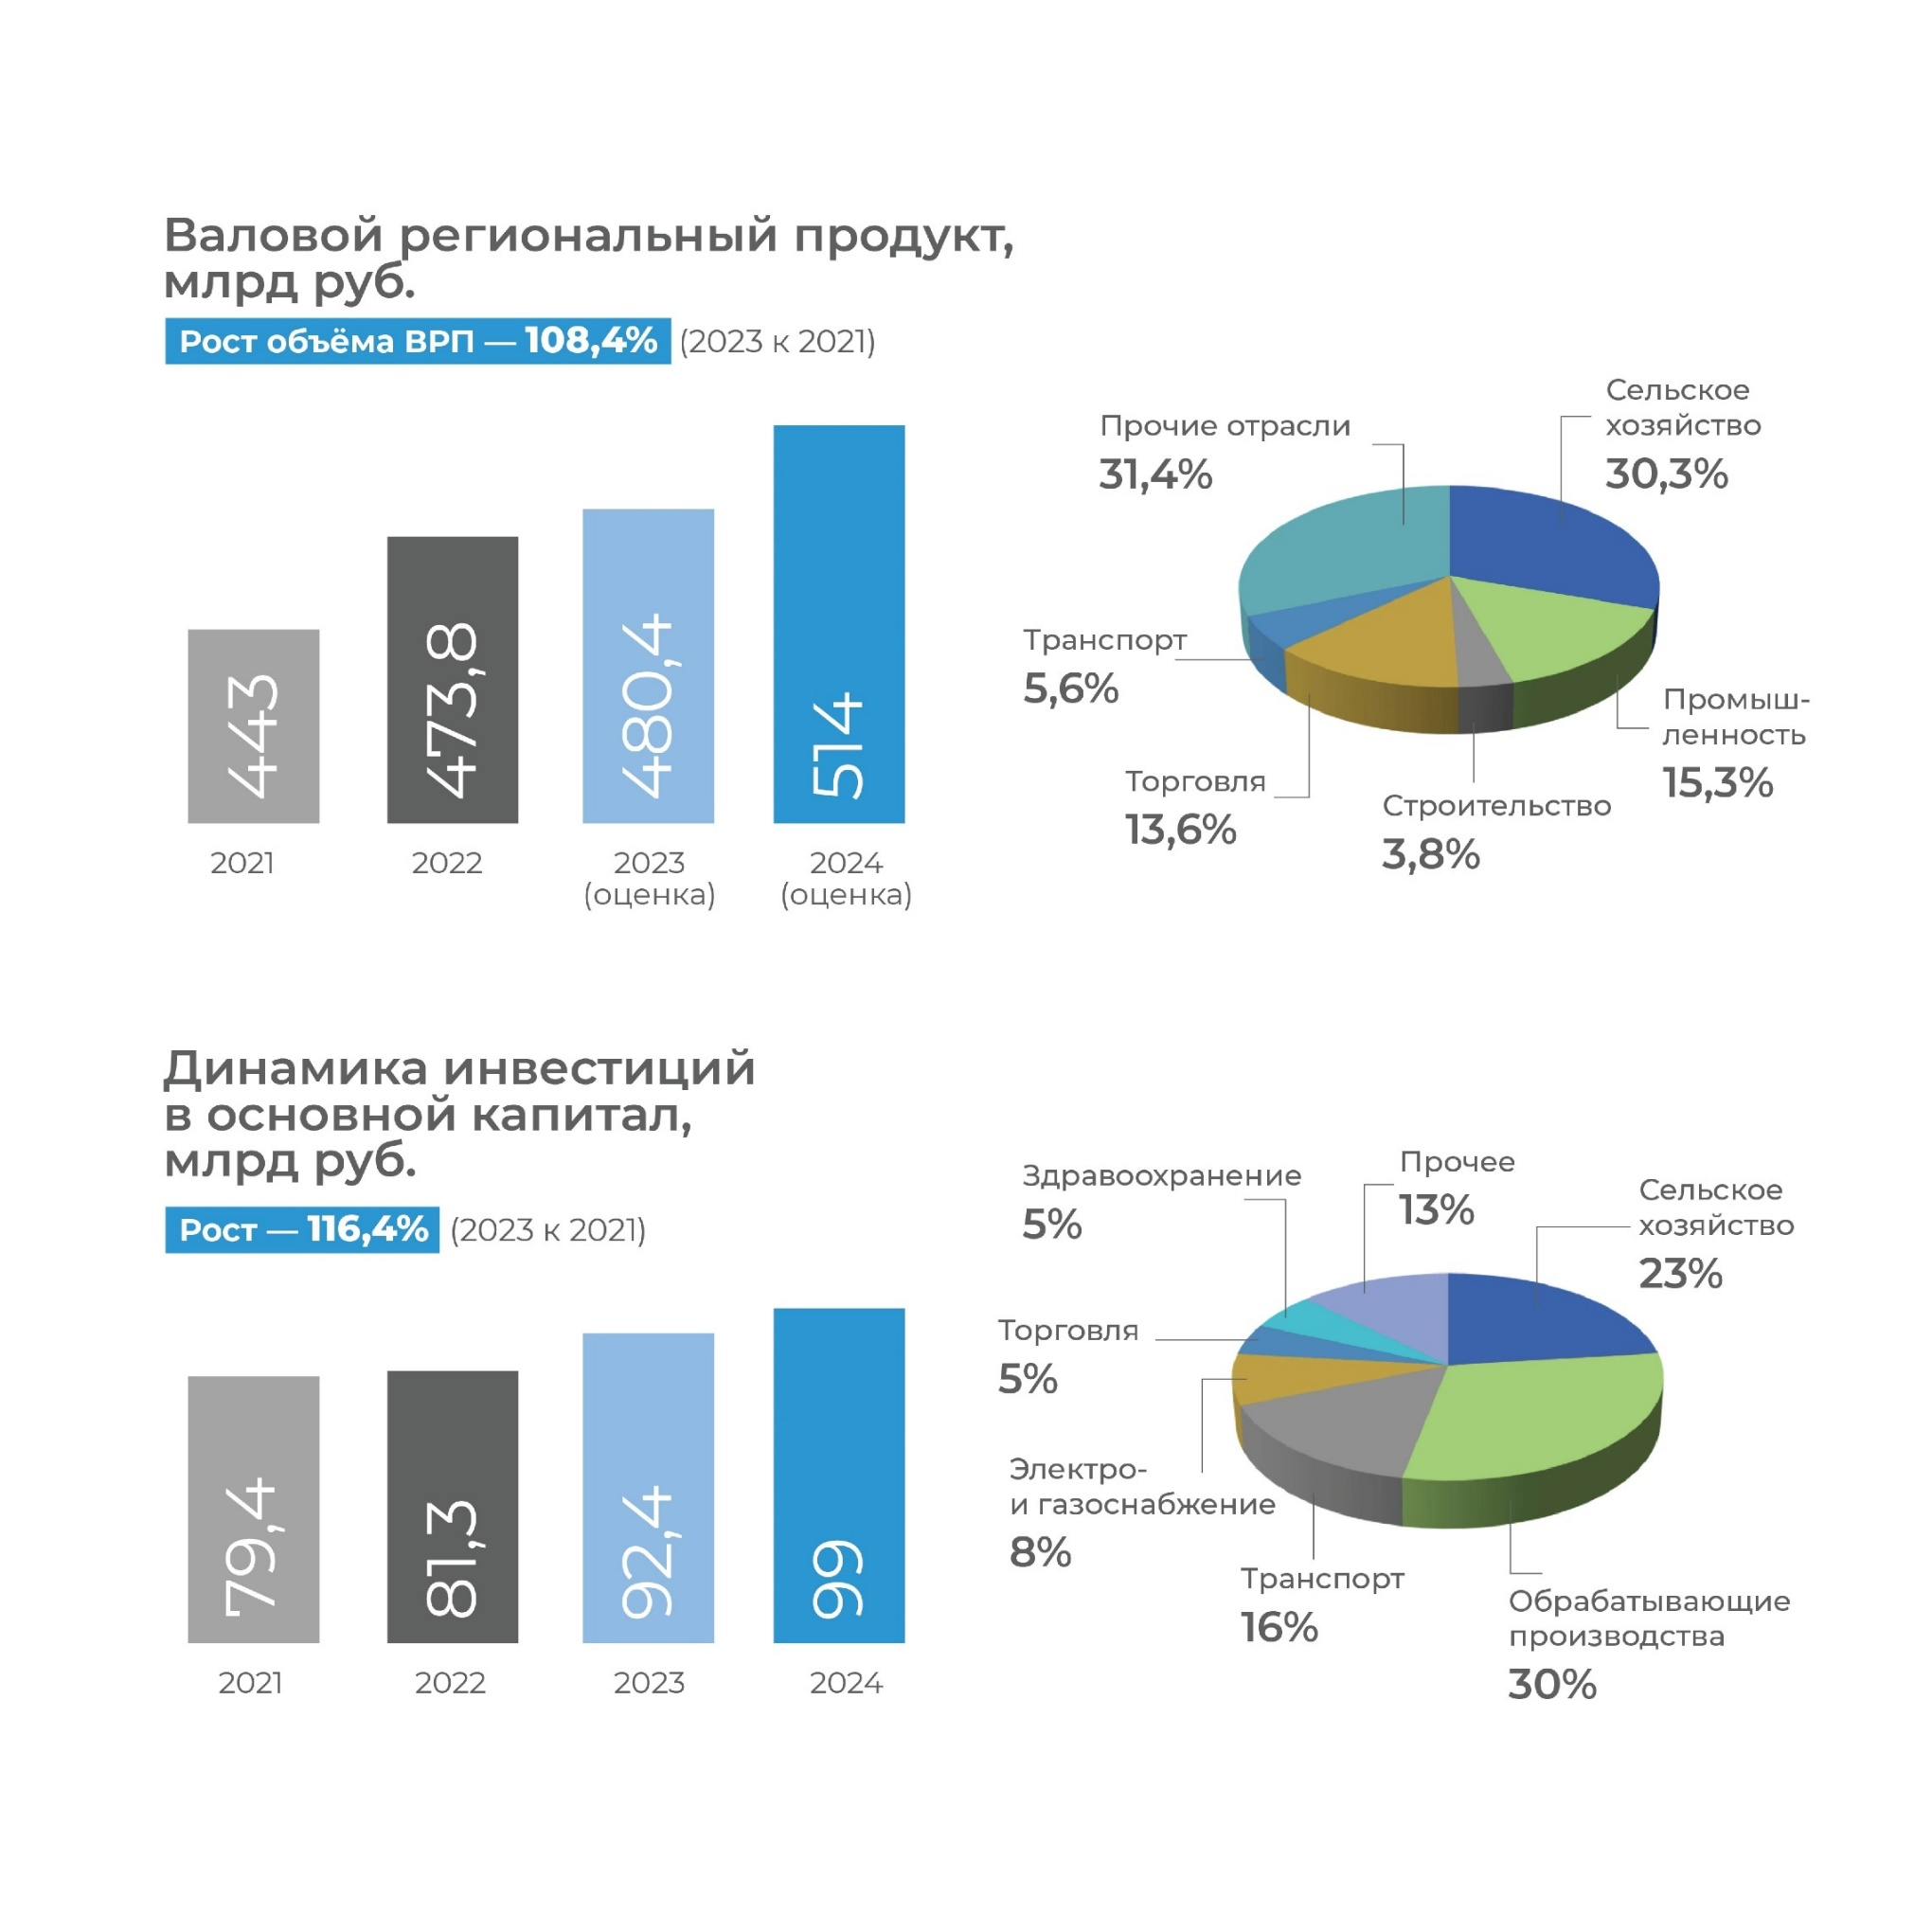 Валовой региональный продукт,
млрд руб.
Рост объёма ВРП — 108,4% (2023 к 2021)
443
473,8
480,4
514
2021
2022
2023
(оценка)
2024
(оценка)
Прочие отрасли
31,4%
Сельское
хозяйство
30,3%
Транспорт
5,6%
Промыш-
ленность
15,3%
Торговля
13,6%
Строительство
3,8%
Динамика инвестиций
в основной капитал,
млрд руб.
Рост — 116,4% (2023 к 2021)
79,4
81,3
92,4
99
2021
2022
2023
2024
Здравоохранение
5%
Прочее
13%
Сельское
хозяйство
23%
Торговля
5%
Электро-
и газоснабжение
8%
Транспорт
16%
Обрабатывающие
производства
30%